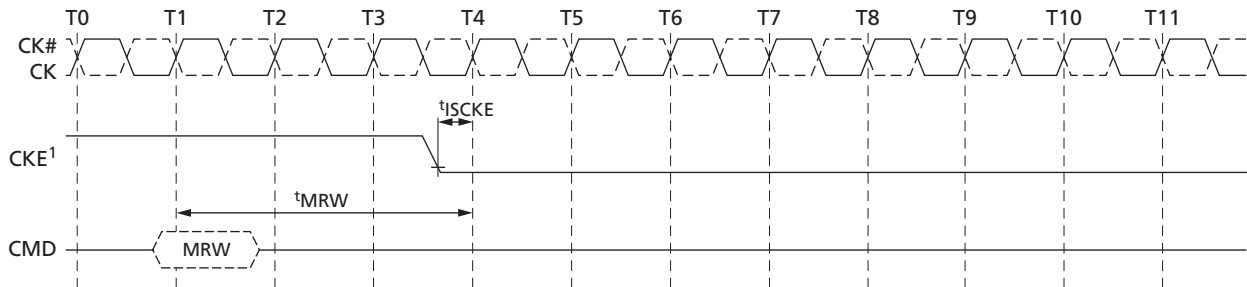 T0 T1 T2 T3 T4 T5 T6 T7 T8 T9 T10 T11
CK#
CK
tISCKE
CKE1
tMRW
CMD MRW